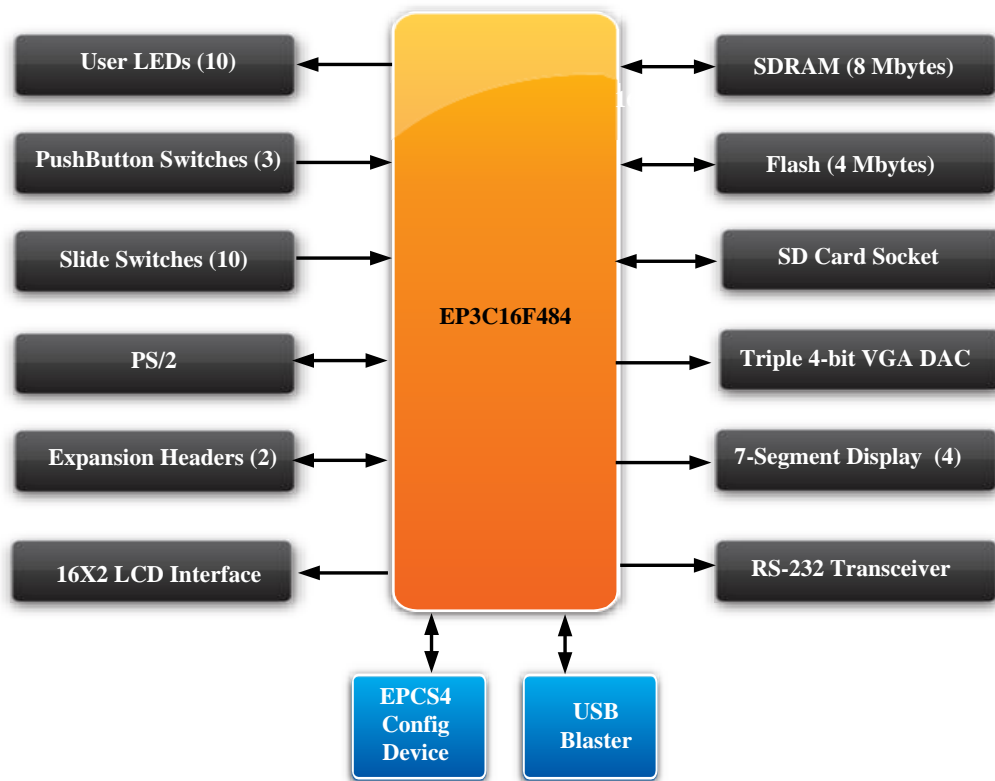 User LEDs (10)
PushButton Switches (3)
Slide Switches (10)
PS/2
Expansion Headers (2)
16X2 LCD Interface
EP3C16F484
SDRAM (8 Mbytes)
Flash (4 Mbytes)
SD Card Socket
Triple 4-bit VGA DAC
7-Segment Display (4)
RS-232 Transceiver
EPCS4
Config
Device
USB
Blaster